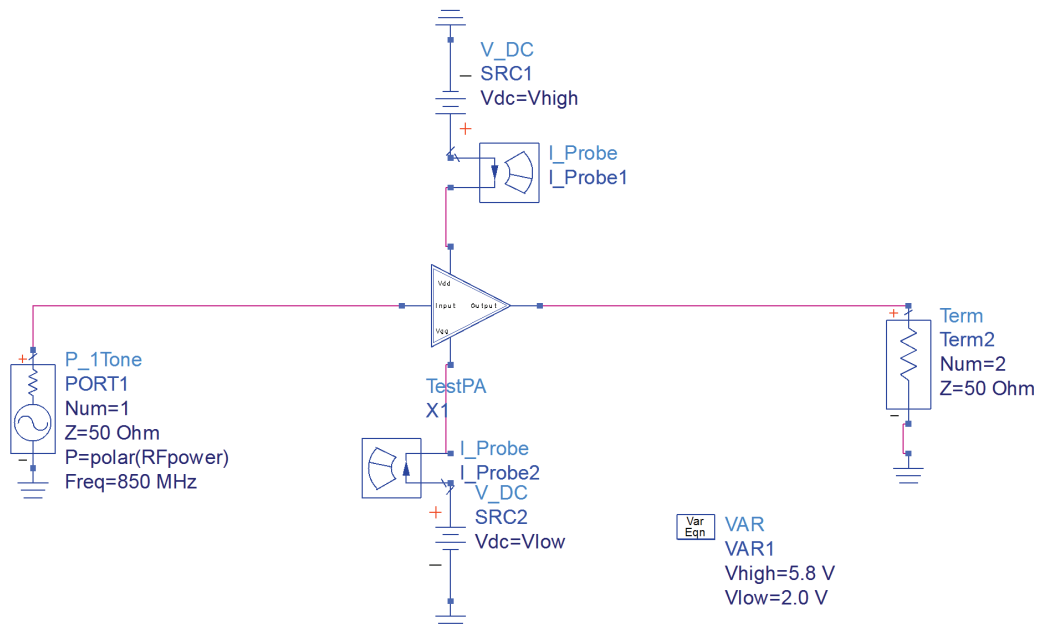 V_DC
SRC1
Vdc=Vhigh
I_Probe
I_Probe1
Vdd
Input Output
Vgg
TestPA
X1
P_1Tone
PORT1
Num=1
Z=50 Ohm
P=polar(RFpower)
Freq=850 MHz
Term
Term2
Num=2
Z=50 Ohm
I_Probe
I_Probe2
V_DC
SRC2
Vdc=Vlow
Var
Eqn
VAR
VAR1
Vhigh=5.8 V
Vlow=2.0 V